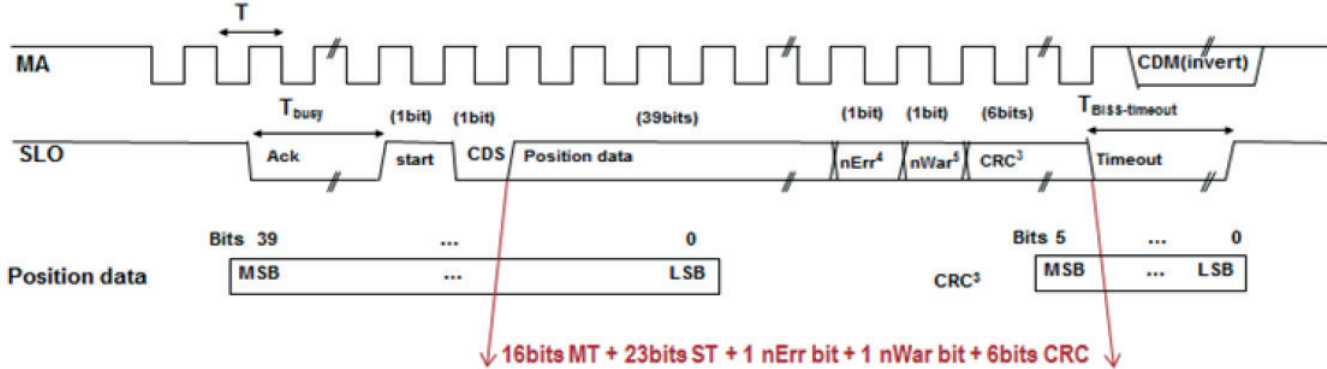 T
MA
CDM(invert)
Tbusy (1bit) (1bit) (39bits) (1bit) (1bit) (6bits) TBISS-timeout
SLO Ack start CDS Position data nErr⁴ nWar⁵ CRC³ Timeout
Bits 39 ... 0 Bits 5 ... 0
Position data MSB ... LSB CRC³ MSB ... LSB
16bits MT + 23bits ST + 1 nErr bit + 1 nWar bit + 6bits CRC